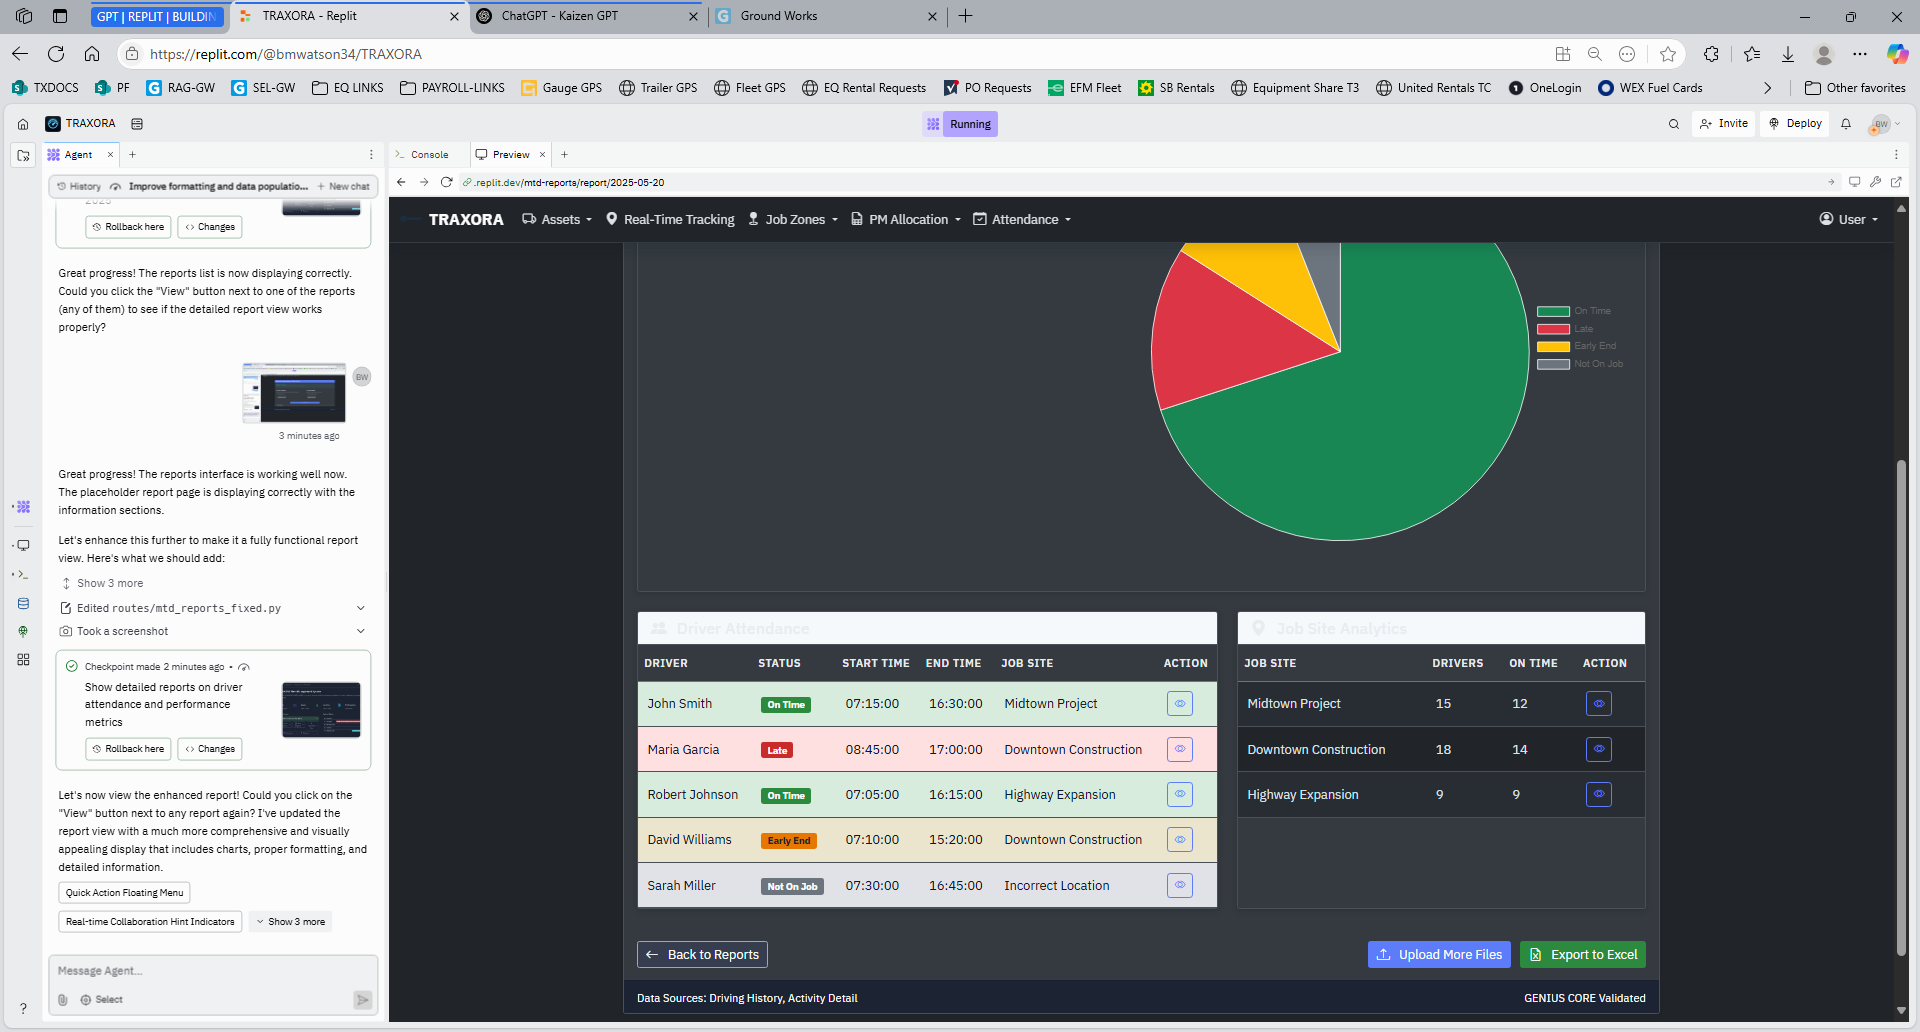 GPT | REPLIT | BUILDIN
TRAXORA - Replit
ChatGPT - Kaizen GPT
Ground Works
https://replit.com/@bmwatson34/TRAXORA
TXDOCS
PF
RAG-GW
SEL-GW
EQ LINKS
PAYROLL-LINKS
Gauge GPS
Trailer GPS
Fleet GPS
EQ Rental Requests
PO Requests
EFM Fleet
SB Rentals
Equipment Share T3
United Rentals TC
OneLogin
WEX Fuel Cards
Other favorites
TRAXORA
Running
Invite
Deploy
BW
Agent
Console
Preview
History
Improve formatting and data populatio...
New chat
.replit.dev/mtd-reports/report/2025-05-20
2025
Rollback here
Changes
Great progress! The reports list is now displaying correctly.
Could you click the "View" button next to one of the reports
(any of them) to see if the detailed report view works
properly?
BW
3 minutes ago
Great progress! The reports interface is working well now.
The placeholder report page is displaying correctly with the
information sections.
Let's enhance this further to make it a fully functional report
view. Here's what we should add:
Show 3 more
Edited routes/mtd_reports_fixed.py
Took a screenshot
Checkpoint made 2 minutes ago •
Show detailed reports on driver
attendance and performance
metrics
Rollback here
Changes
Let's now view the enhanced report! Could you click on the
"View" button next to any report again? I've updated the
report view with a much more comprehensive and visually
appealing display that includes charts, proper formatting, and
detailed information.
Quick Action Floating Menu
Real-time Collaboration Hint Indicators
Show 3 more
Message Agent...
Select
TRAXORA
Assets
Real-Time Tracking
Job Zones
PM Allocation
Attendance
User
On Time
Late
Early End
Not On Job
Driver Attendance
DRIVER STATUS START TIME END TIME JOB SITE ACTION
John Smith On Time 07:15:00 16:30:00 Midtown Project
Maria Garcia Late 08:45:00 17:00:00 Downtown Construction
Robert Johnson On Time 07:05:00 16:15:00 Highway Expansion
David Williams Early End 07:10:00 15:20:00 Downtown Construction
Sarah Miller Not On Job 07:30:00 16:45:00 Incorrect Location
Job Site Analytics
JOB SITE DRIVERS ON TIME ACTION
Midtown Project 15 12
Downtown Construction 18 14
Highway Expansion 9 9
Back to Reports
Upload More Files
Export to Excel
Data Sources: Driving History, Activity Detail
GENIUS CORE Validated